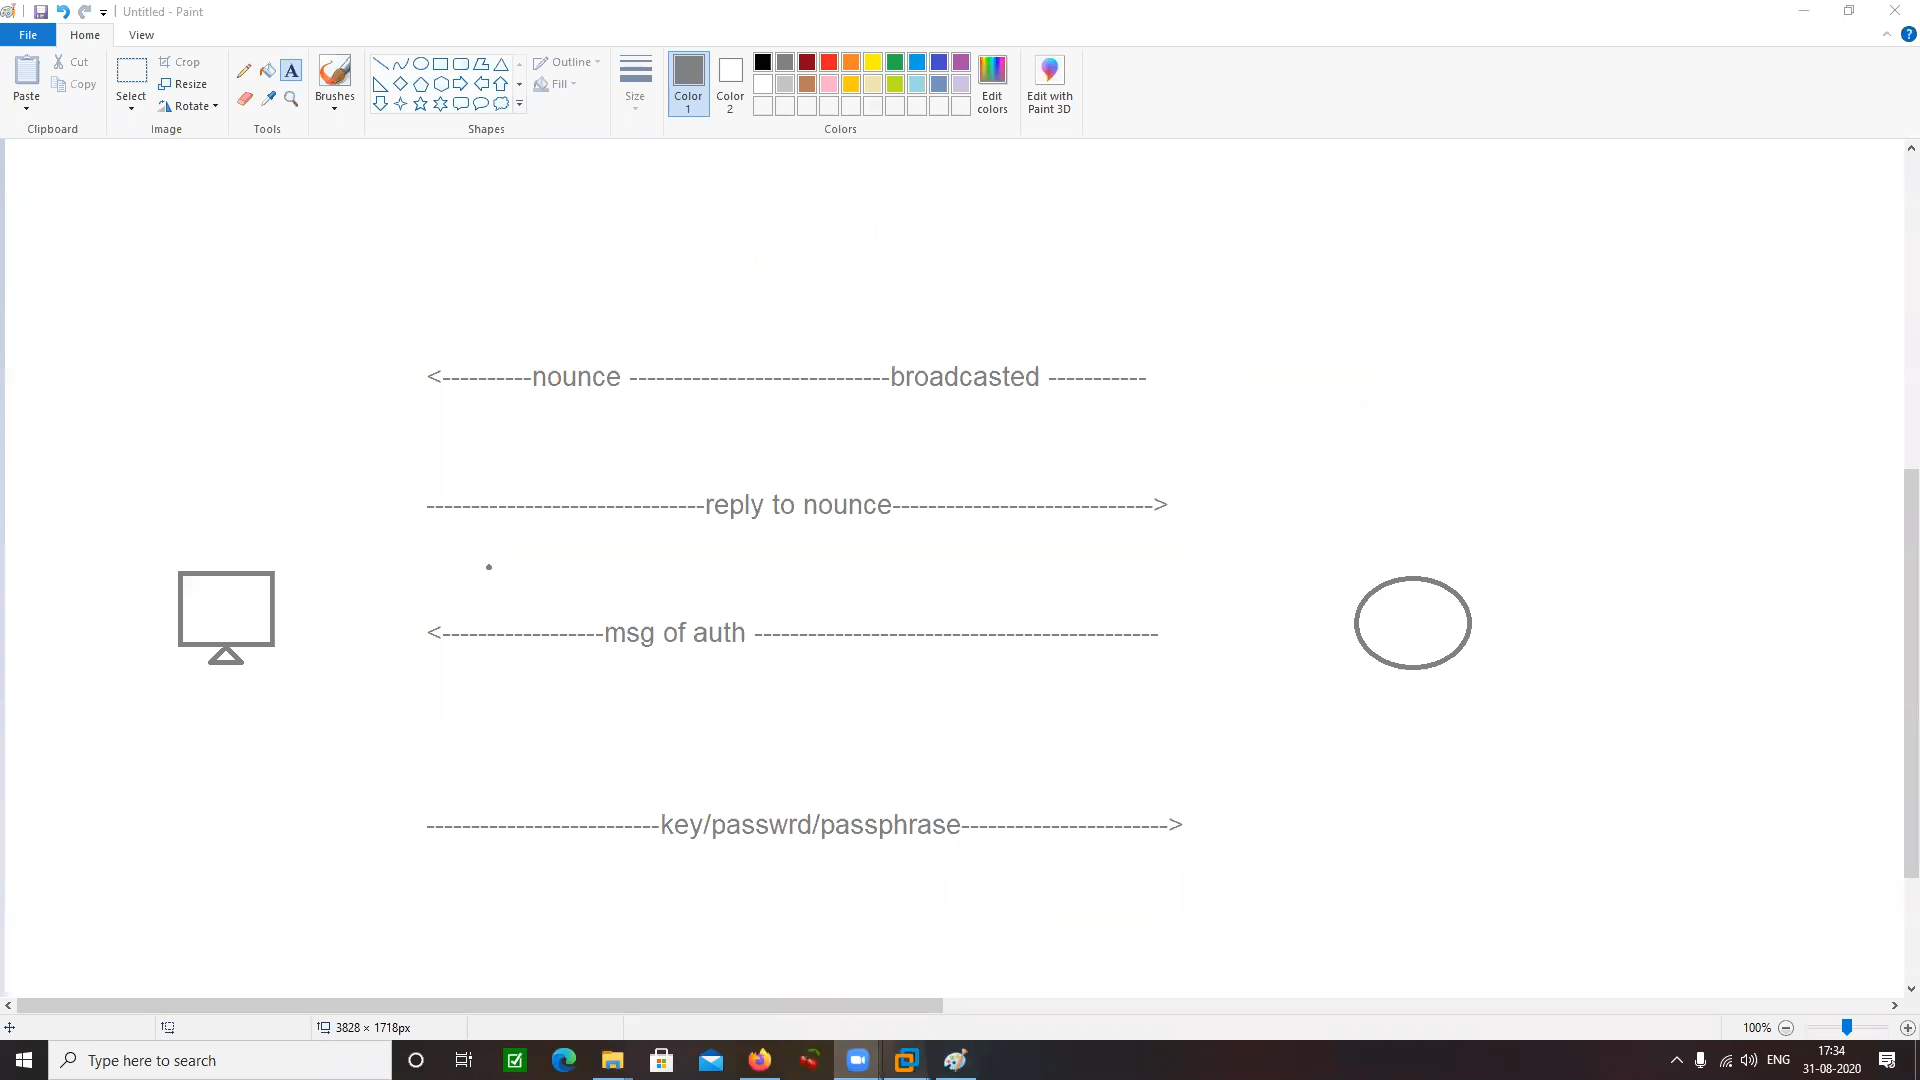 Untitled - Paint
File Home View
Paste
Cut
Copy
Clipboard
Select
Crop
Resize
Rotate
Image
A
Tools
Brushes
Shapes
Outline
Fill
Size
Color 1
Color 2
Colors
Edit colors
Edit with Paint 3D
<----------nounce -----------------------------broadcasted -----------
-------------------------------reply to nounce----------------------------->
<------------------msg of auth ---------------------------------------------
--------------------------key/passwrd/passphrase----------------------->
3828 × 1718px
100%
Type here to search
ENG
17:34
31-08-2020